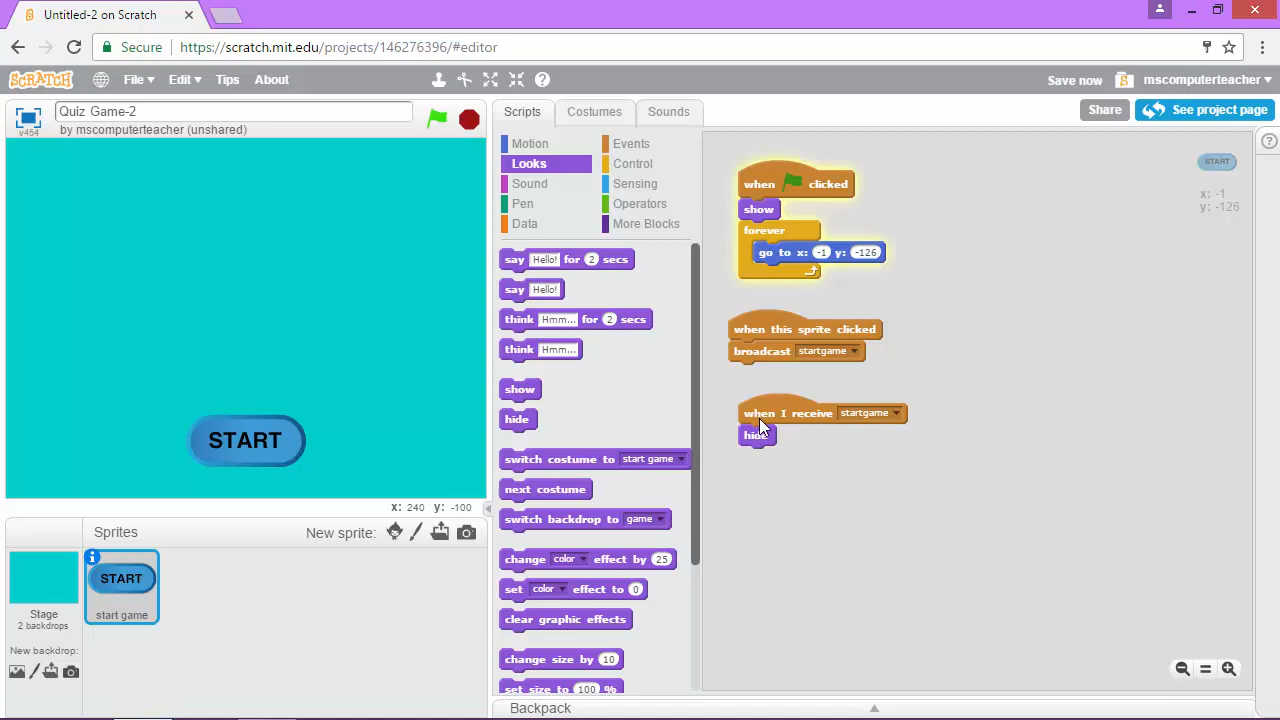 Untitled-2 on Scratch
Secure https://scratch.mit.edu/projects/146276396/#editor
SCRATCH File Edit Tips About Save now mscomputerteacher
v454 Quiz Game-2
by mscomputerteacher (unshared)
Scripts Costumes Sounds Share See project page
Motion Events
Looks Control
Sound Sensing
Pen Operators
Data More Blocks
say Hello! for 2 secs
say Hello!
think Hmm... for 2 secs
think Hmm...
show
hide
switch costume to start game
next costume
switch backdrop to game
change color effect by 25
set color effect to 0
clear graphic effects
change size by 10
set size to 100 %
when clicked
show
forever
go to x: -1 y: -126
when this sprite clicked
broadcast startgame
when I receive startgame
hide
START
x: -1
y: -126
START
x: 240 y: -100
Sprites New sprite:
START
Stage
2 backdrops
start game
New backdrop:
Backpack